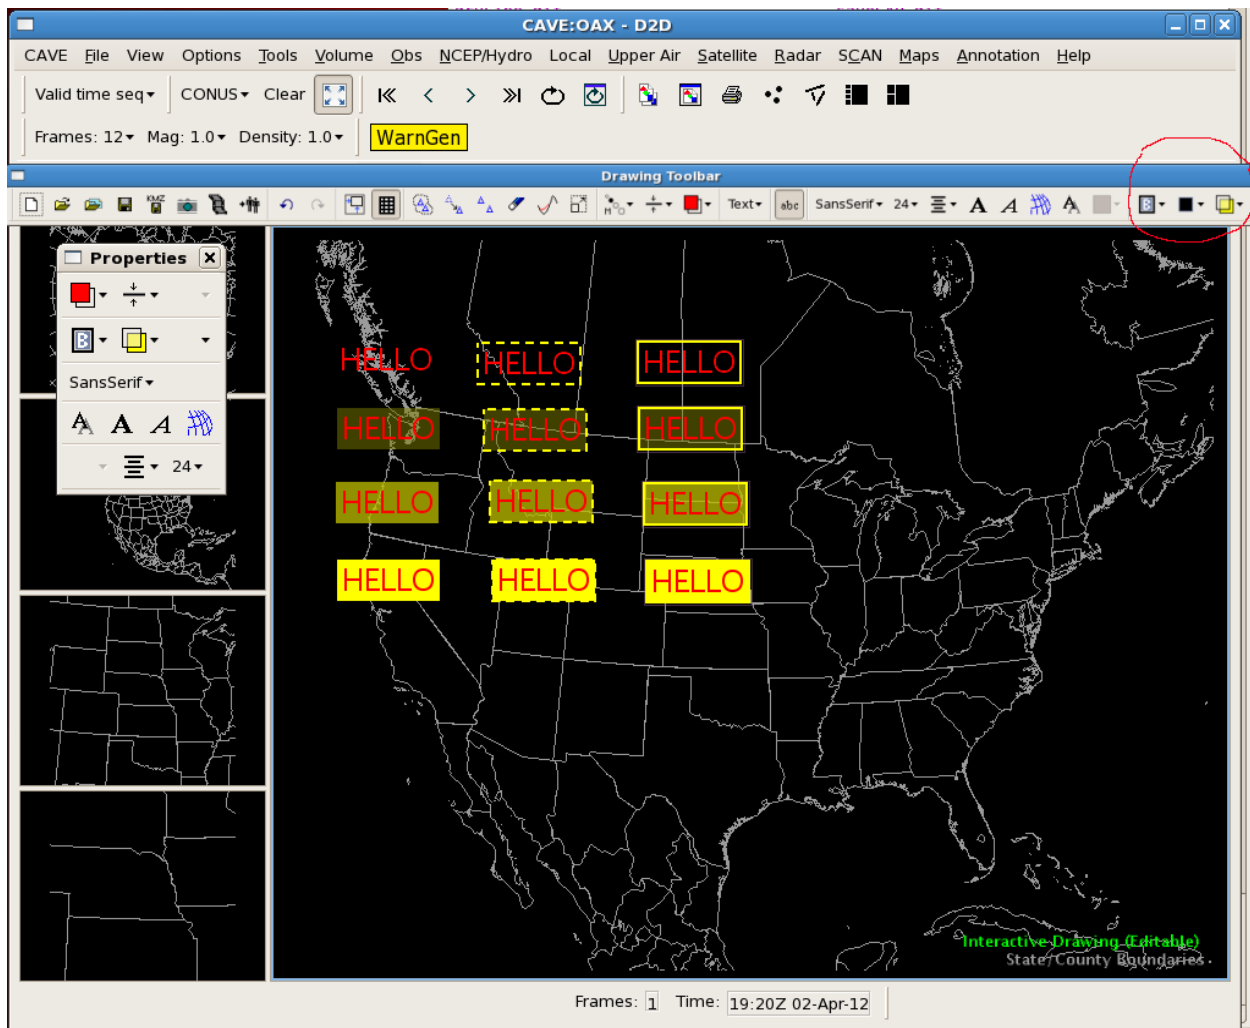 CAVE:OAX - D2D
CAVE File View Options Tools Volume Obs NCEP/Hydro Local Upper Air Satellite Radar SCAN Maps Annotation Help
Valid time seq CONUS Clear
Frames: 12 Mag: 1.0 Density: 1.0 WarnGen
Drawing Toolbar
KMZ M Text abc SansSerif 24 A A A B
Properties
B
SansSerif
A A A
24
HELLO HELLO HELLO
HELLO HELLO HELLO
HELLO HELLO HELLO
HELLO HELLO HELLO
Interactive Drawing (Editable)
State/County Boundaries
Frames: 1 Time: 19:20Z 02-Apr-12